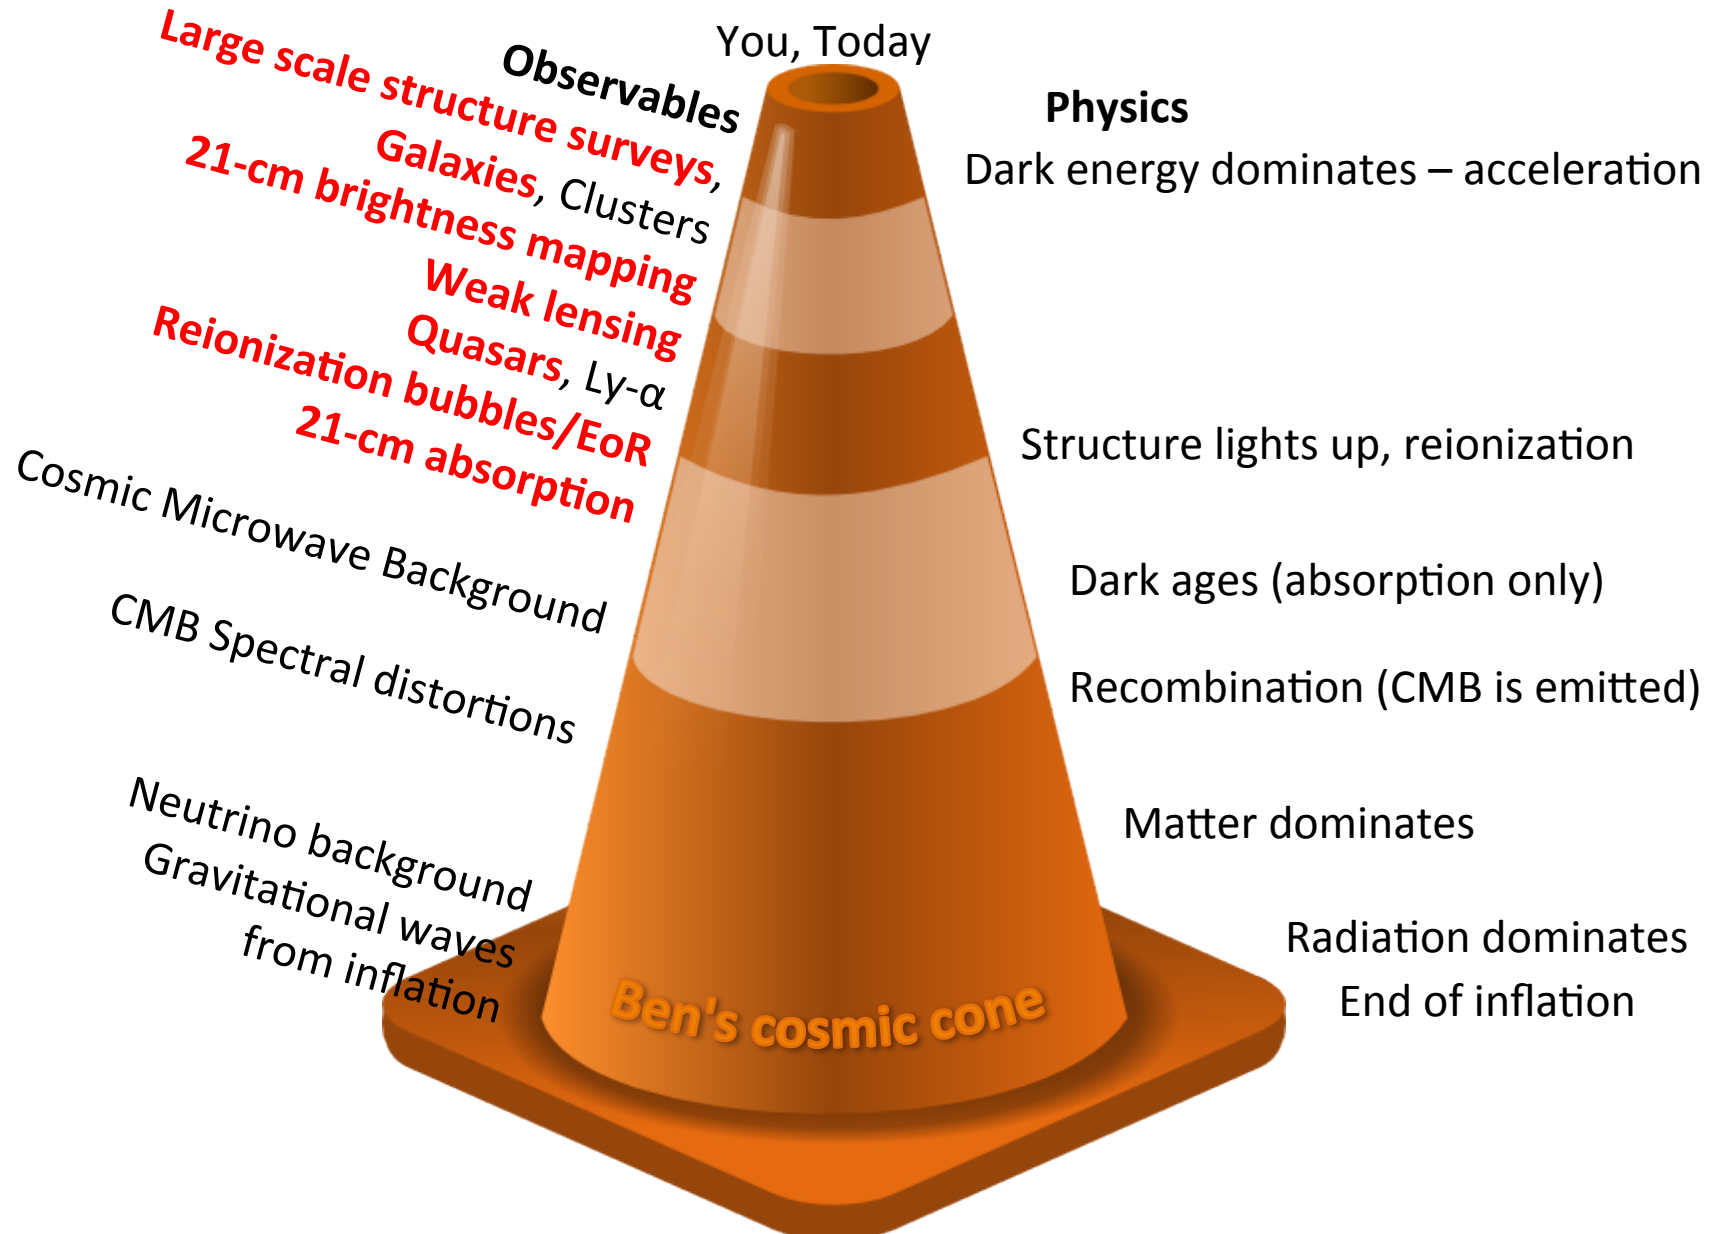 You, Today
Observables
Large scale structure surveys,
Galaxies, Clusters
21-cm brightness mapping
Weak lensing
Quasars, Ly-α
Reionization bubbles/EoR
21-cm absorption
Cosmic Microwave Background
CMB Spectral distortions
Neutrino background
Gravitational waves
from inflation
Physics
Dark energy dominates – acceleration
Structure lights up, reionization
Dark ages (absorption only)
Recombination (CMB is emitted)
Matter dominates
Radiation dominates
End of inflation
Ben's cosmic cone